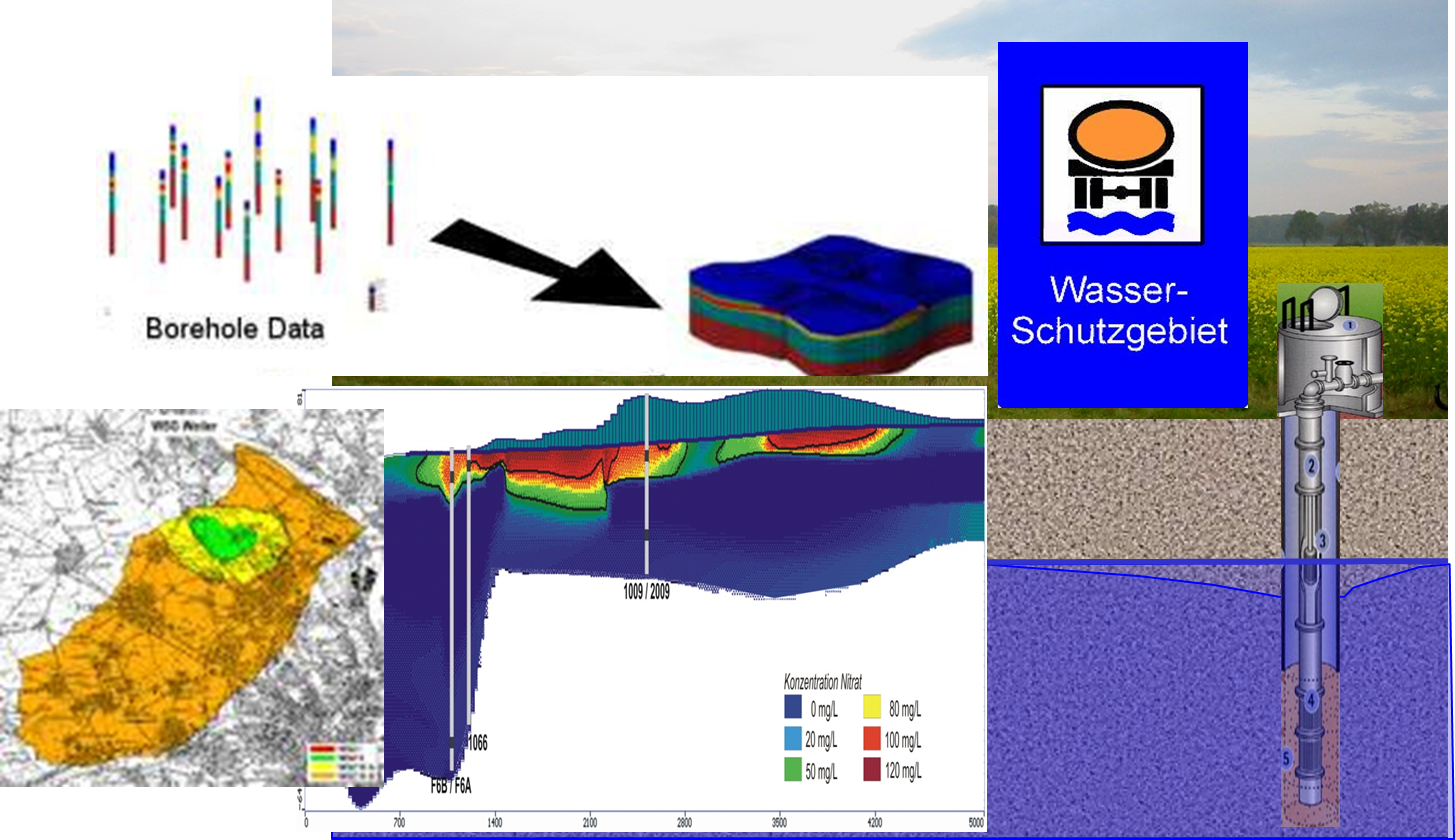 Borehole Data
Wasser-
Schutzgebiet
1
2
3
4
5
WSG Weiler
81
1009 / 2009
1066
F6B / F6A
-64
Konzentration Nitrat
0 mg/L
80 mg/L
20 mg/L
100 mg/L
50 mg/L
120 mg/L
0
700
1400
2100
2800
3500
4200
5000